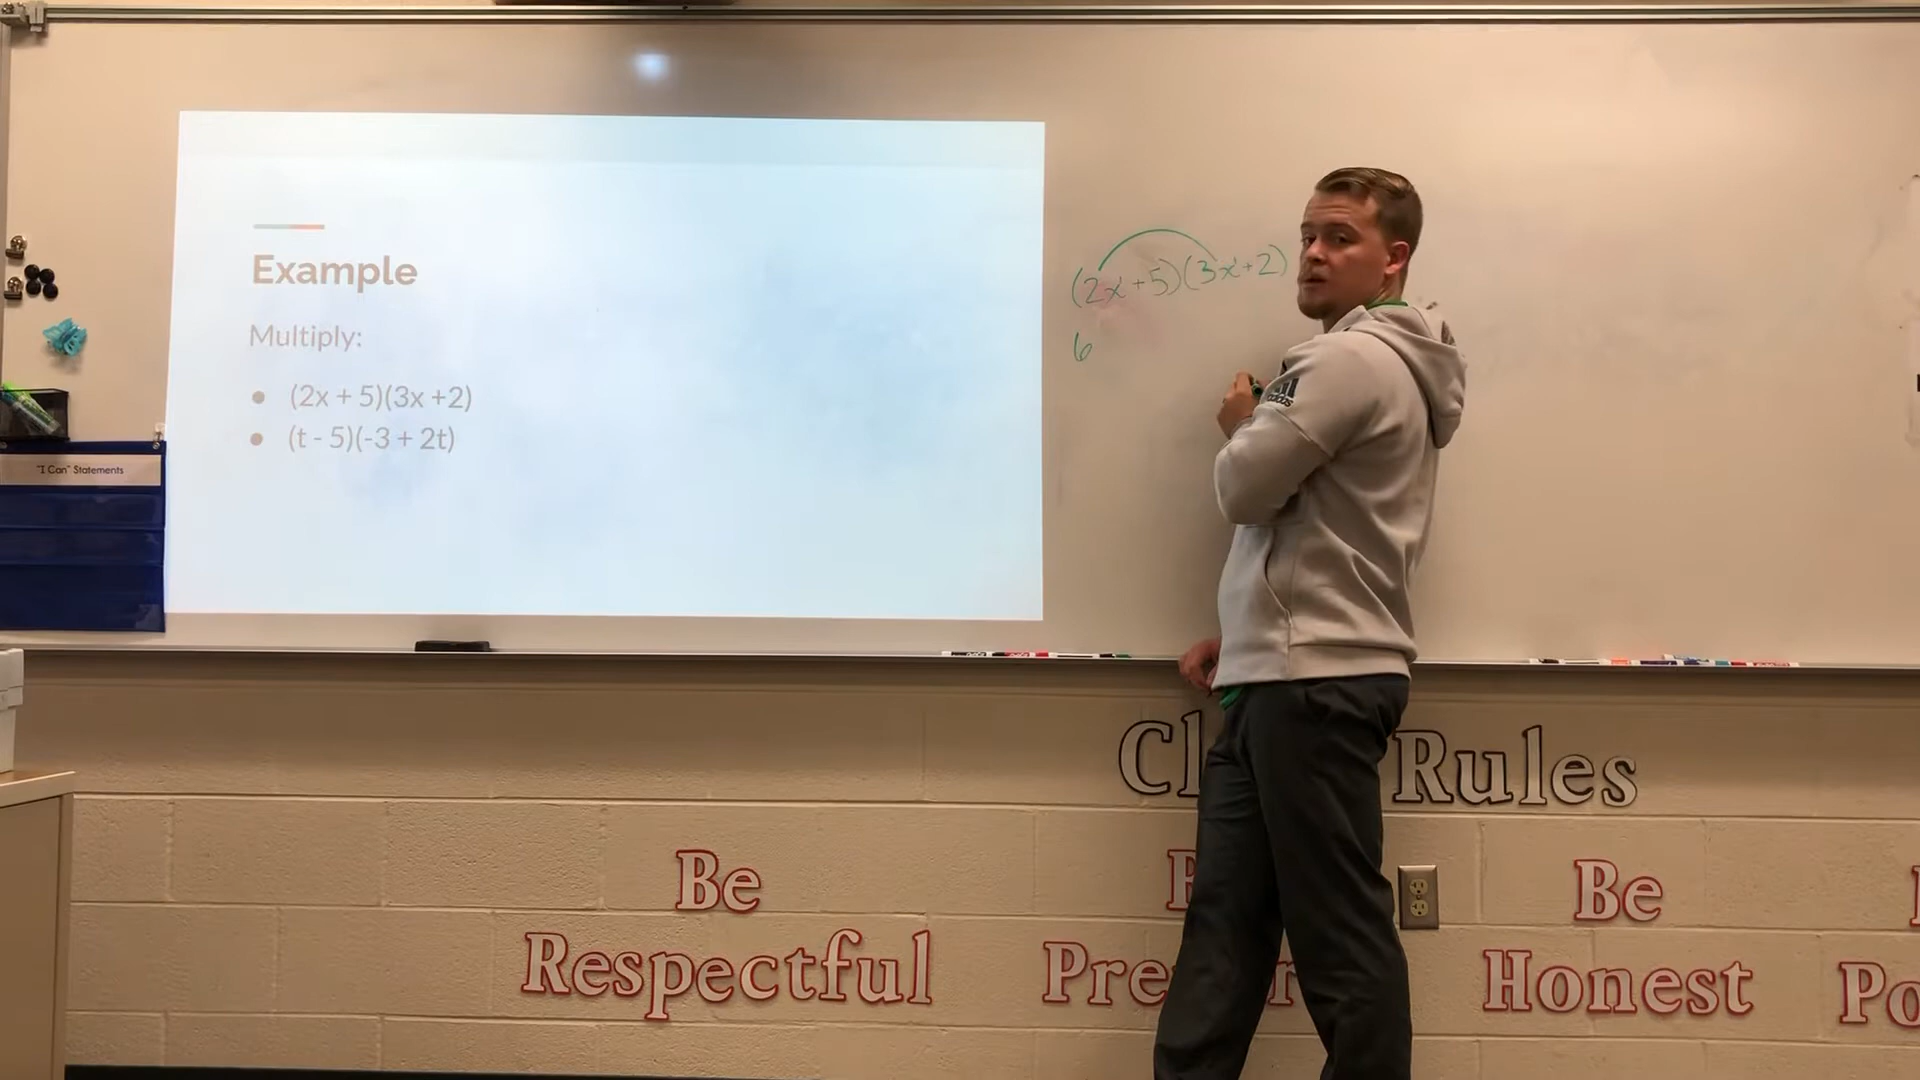 Example
Multiply:
• (2x + 5)(3x +2)
• (t - 5)(-3 + 2t)
(2x+5)(3x+2)
6
"I Can" Statements
Cl Rules
Be
Respectful
Be
Honest